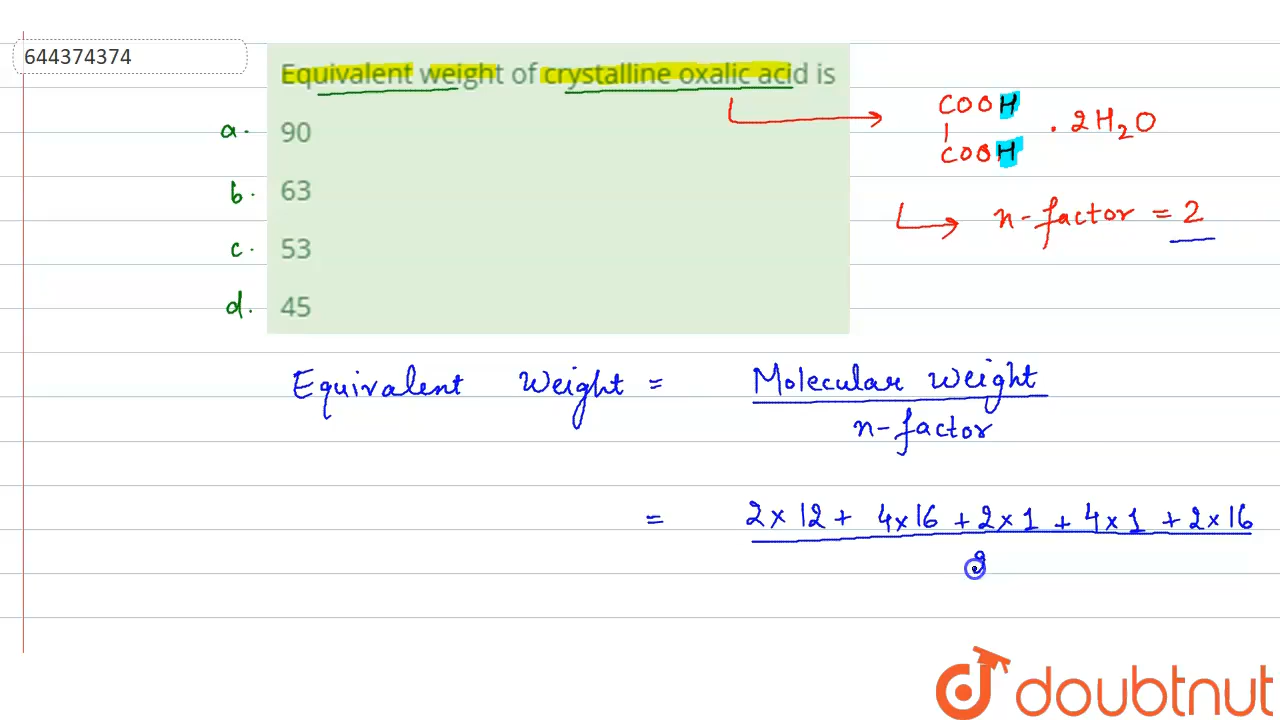 644374374
Equivalent weight of crystalline oxalic acid is
a. 90
b. 63
c. 53
d. 45
COOH
COOH
. 2H2O
n-factor = 2
Equivalent Weight = Molecular Weight
n-factor
= 2×12+ 4×16 +2×1 + 4×1 +2×16
2
doubtnut